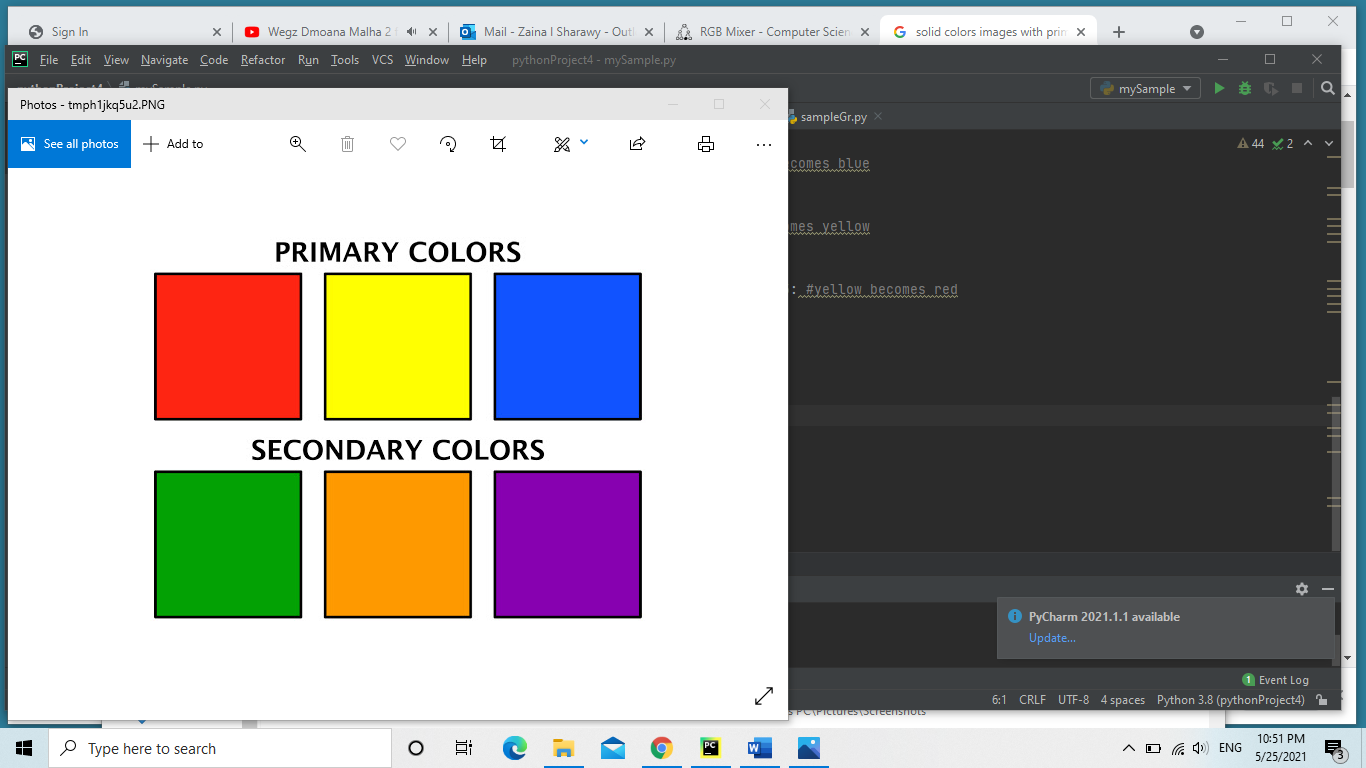 Sign In
Wegz Dmoana Malha 2
Mail - Zaina I Sharawy - Out
RGB Mixer - Computer Scien
solid colors images with prim
PC
File Edit View Navigate Code Refactor Run Tools VCS Window Help pythonProject4 - mySample.py
mySample
Photos - tmph1jkq5u2.PNG
sampleGr.py
See all photos
Add to
44
2
comes blue
mes yellow
: #yellow becomes red
PRIMARY COLORS
SECONDARY COLORS
PyCharm 2021.1.1 available
Update...
1 Event Log
6:1 CRLF UTF-8 4 spaces Python 3.8 (pythonProject4)
s PC\Pictures\Screenshots
Type here to search
ENG
10:51 PM
5/25/2021
3